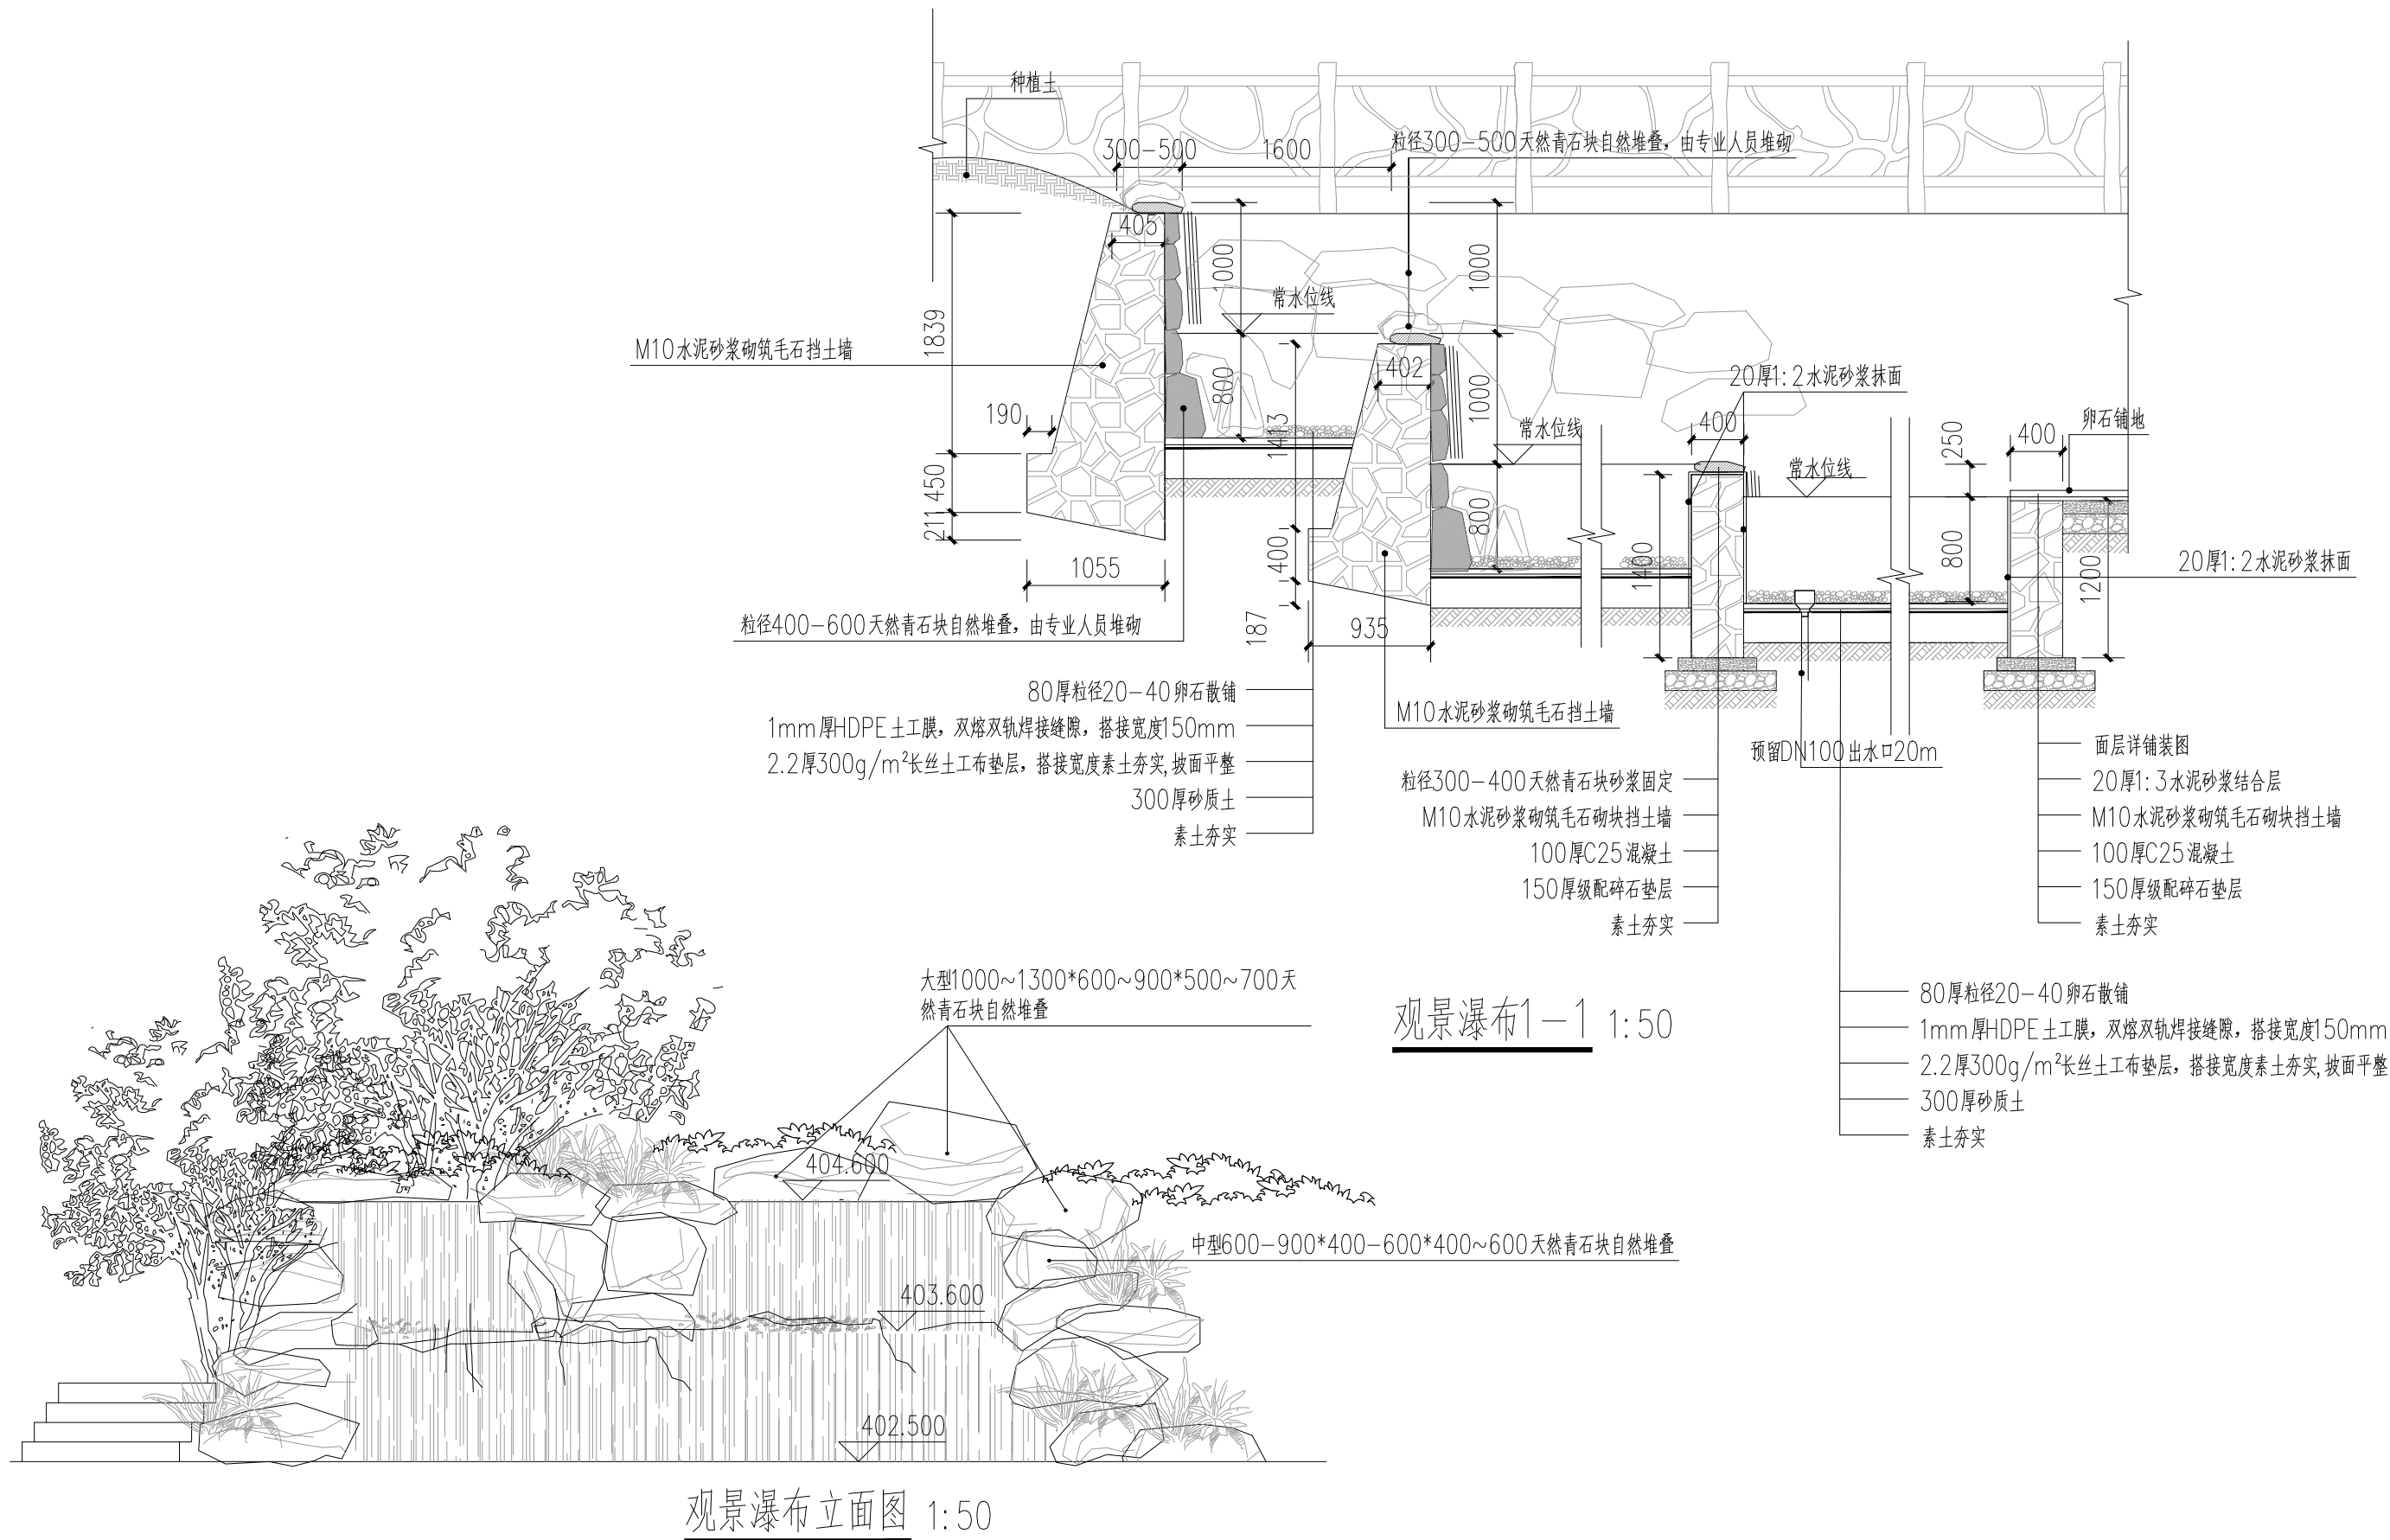 种植土
300-500
1600
粒径300-500天然青石块自然堆叠，由专业人员堆砌
405
1000
1000
常水位线
1839
M10水泥砂浆砌筑毛石挡土墙
402
800
1000
20厚1:2水泥砂浆抹面
190
1413
常水位线
400
250
400
卵石铺地
常水位线
450
211
800
1400
800
1200
400
20厚1:2水泥砂浆抹面
1055
粒径400-600天然青石块自然堆叠，由专业人员堆砌
187
935
80厚粒径20-40卵石散铺
1mm厚HDPE土工膜，双熔双轨焊接缝隙，搭接宽度150mm
2.2厚300g/m²长丝土工布垫层，搭接宽度素土夯实,坡面平整
300厚砂质土
素土夯实
M10水泥砂浆砌筑毛石挡土墙
预留DN100出水口20m
粒径300-400天然青石块砂浆固定
M10水泥砂浆砌筑毛石砌块挡土墙
100厚C25混凝土
150厚级配碎石垫层
素土夯实
面层详铺装图
20厚1:3水泥砂浆结合层
M10水泥砂浆砌筑毛石砌块挡土墙
100厚C25混凝土
150厚级配碎石垫层
素土夯实
80厚粒径20-40卵石散铺
1mm厚HDPE土工膜，双熔双轨焊接缝隙，搭接宽度150mm
2.2厚300g/m²长丝土工布垫层，搭接宽度素土夯实,坡面平整
300厚砂质土
素土夯实
观景瀑布1-1 1:50
大型1000~1300*600~900*500~700天
然青石块自然堆叠
404.600
中型600-900*400-600*400~600天然青石块自然堆叠
403.600
402.500
观景瀑布立面图 1:50